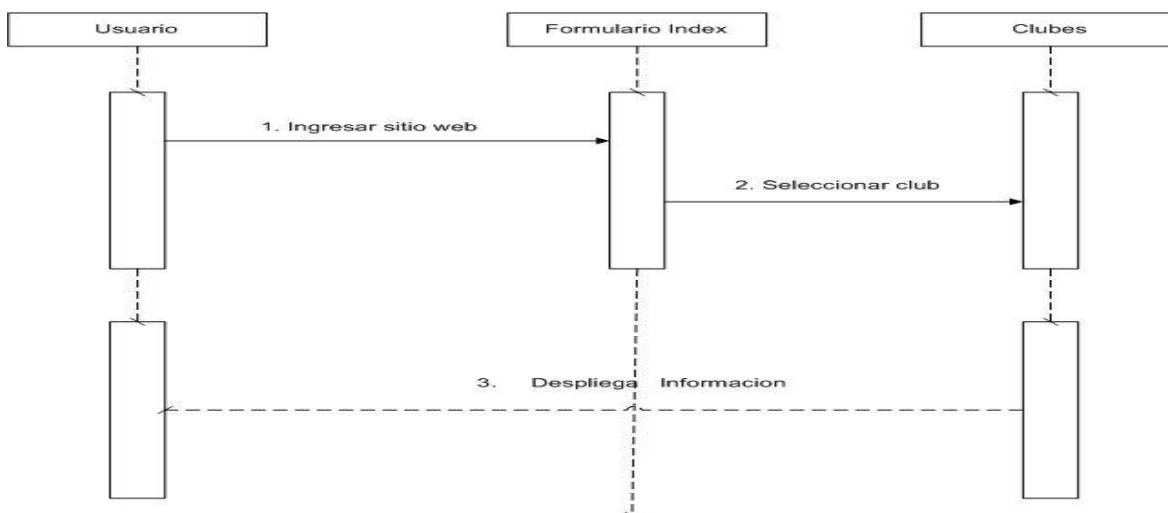 Usuario
Formulario Index
Clubes
1. Ingresar sitio web
2. Seleccionar club
3. Despliega Informacion